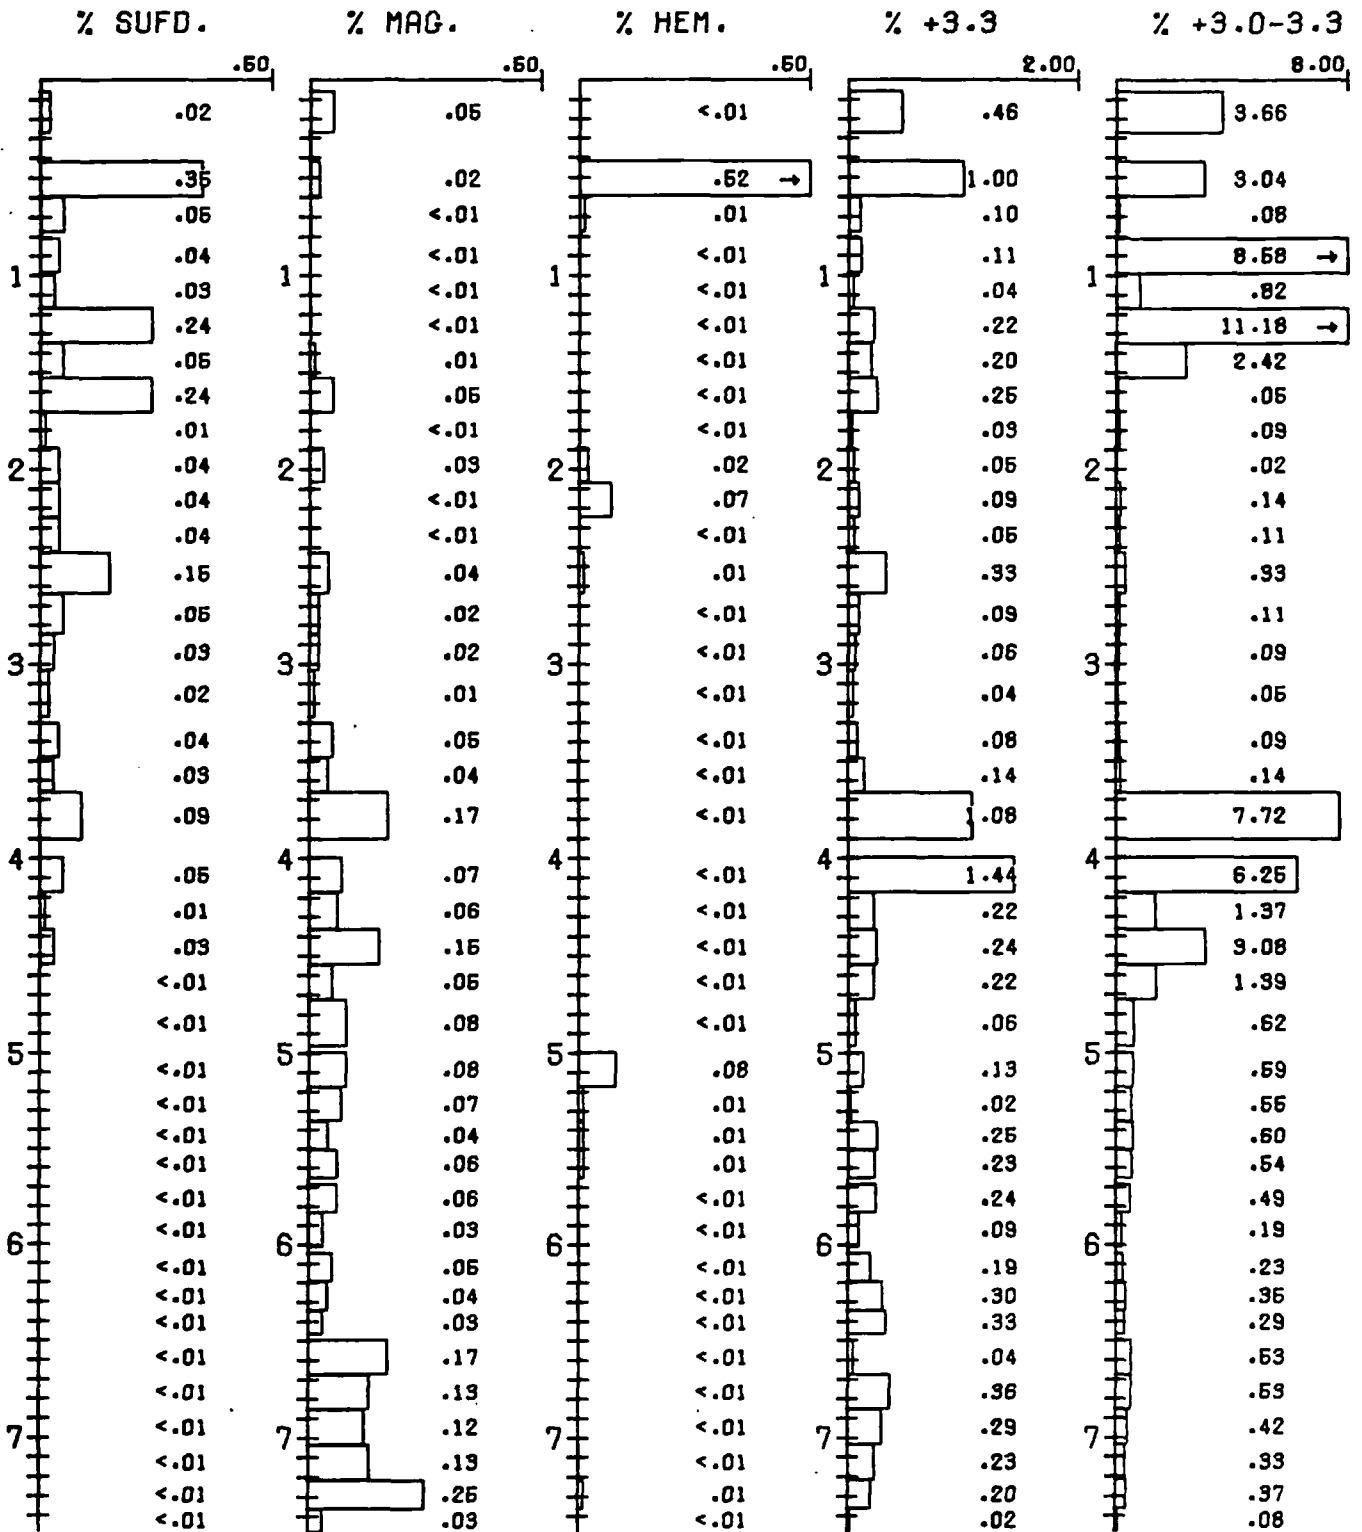 % SUFD. % MAG. % HEM. % +3.3 % +3.0-3.3
.50 .50 .50 2.00 8.00
.02 .05 <.01 .46 3.66
.35 .02 .52 → 1.00 3.04
.05 <.01 .01 .10 .08
.04 <.01 <.01 .11 8.58 →
1 1 1 1 1
.03 <.01 <.01 .04 .82
.24 <.01 <.01 .22 11.18 →
.05 .01 <.01 .20 2.42
.24 .05 <.01 .25 .05
.01 <.01 <.01 .03 .09
2 .04 2 .03 2 .02 2 .05 2 .02
.04 <.01 .07 .09 .14
.04 <.01 <.01 .05 .11
.15 .04 .01 .33 .33
.05 .02 <.01 .09 .11
.03 .02 <.01 .06 .09
3 3 3 3 3
.02 .01 <.01 .04 .05
.04 .05 <.01 .08 .09
.03 .04 <.01 .14 .14
.09 .17 <.01 1.08 7.72
4 4 4 4 4
.05 .07 <.01 1.44 6.25
.01 .06 <.01 .22 1.37
.03 .15 <.01 .24 3.08
<.01 .05 <.01 .22 1.39
<.01 .08 <.01 .06 .62
5 5 5 5 5
<.01 .08 .08 .13 .59
<.01 .07 .01 .02 .55
<.01 .04 .01 .25 .60
<.01 .06 .01 .23 .54
<.01 .06 <.01 .24 .49
<.01 .03 <.01 .09 .19
6 6 6 6 6
<.01 .05 <.01 .19 .23
<.01 .04 <.01 .30 .35
<.01 .03 <.01 .33 .29
<.01 .17 <.01 .04 .53
<.01 .13 <.01 .36 .53
<.01 .12 <.01 .29 .42
7 7 7 7 7
<.01 .13 <.01 .23 .33
<.01 .25 .01 .20 .37
<.01 .03 <.01 .02 .08